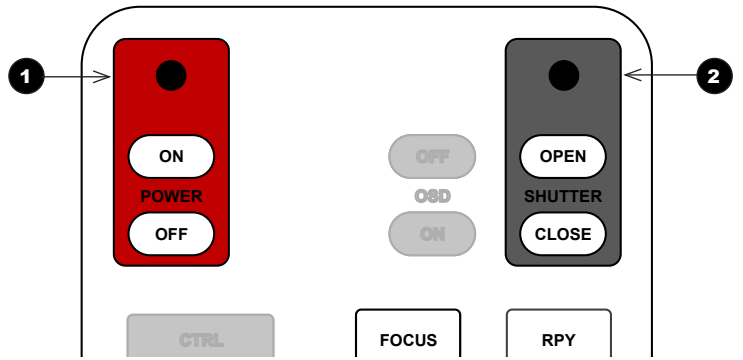 1
2
ON
OFF
OPEN
POWER
OSD
SHUTTER
OFF
ON
CLOSE
CTRL
FOCUS
RPY